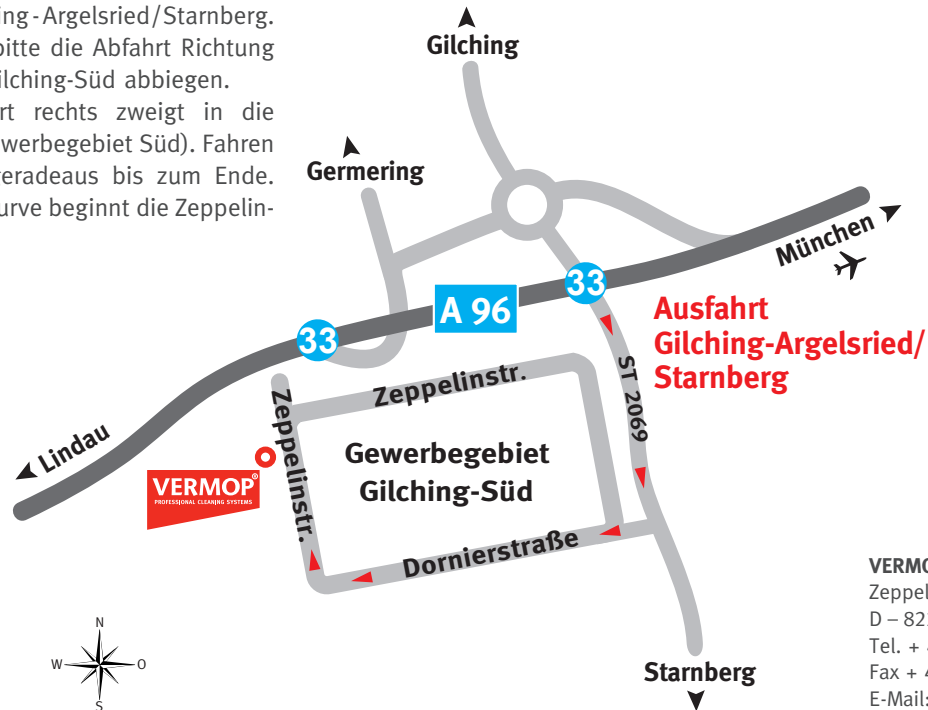 ing-Argelsried/Starnberg.
bitte die Abfahrt Richtung
ilching-Süd abbiegen.
rt rechts zweigt in die
ewerbegebiet Süd). Fahren
eradeaus bis zum Ende.
urve beginnt die Zeppelin-
Gilching
Germering
München
33
33
A 96
Ausfahrt
Gilching-Argelsried/
Starnberg
ST 2069
Zeppelinstr.
Zeppelinstr.
Lindau
Gewerbegebiet
Gilching-Süd
VERMOP®
PROFESSIONAL CLEANING SYSTEMS
Dornierstraße
Starnberg
N
W
O
S
VERMO
Zeppel
D – 82
Tel. + 
Fax + 4
E-Mail: